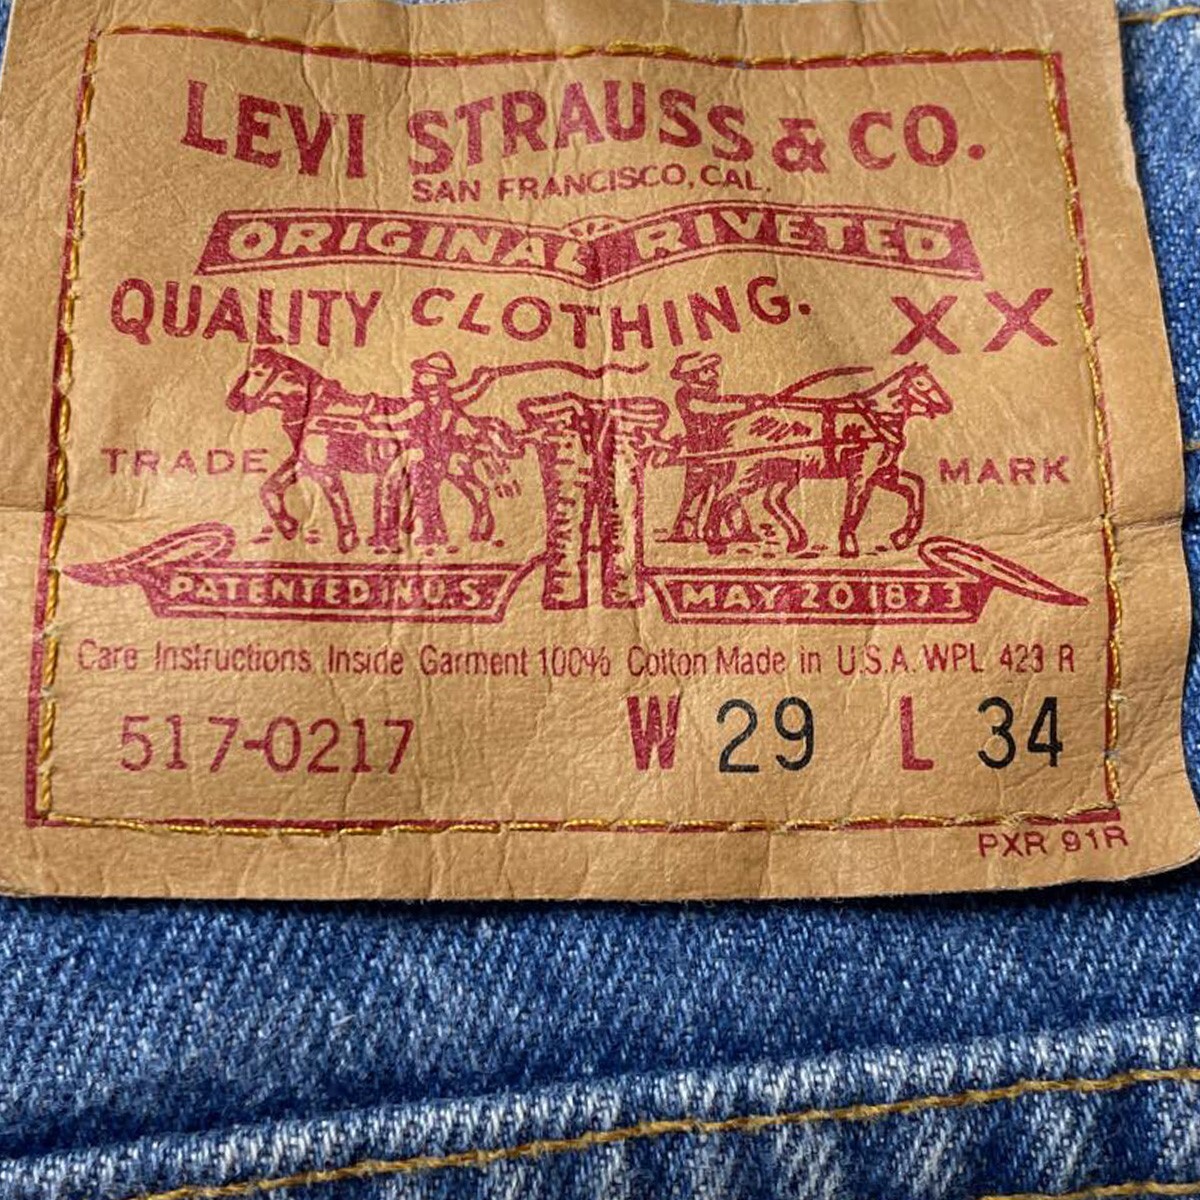 LEVI STRAUSS & CO.
SAN FRANCISCO, CAL.
ORIGINAL RIVETED
QUALITY CLOTHING. XX
TRADE MARK
PATENTED IN U.S. MAY 20 1873
Care Instructions Inside Garment 100% Cotton Made in U.S.A. WPL 423 R
517-0217 W 29 L 34
PXR 91R